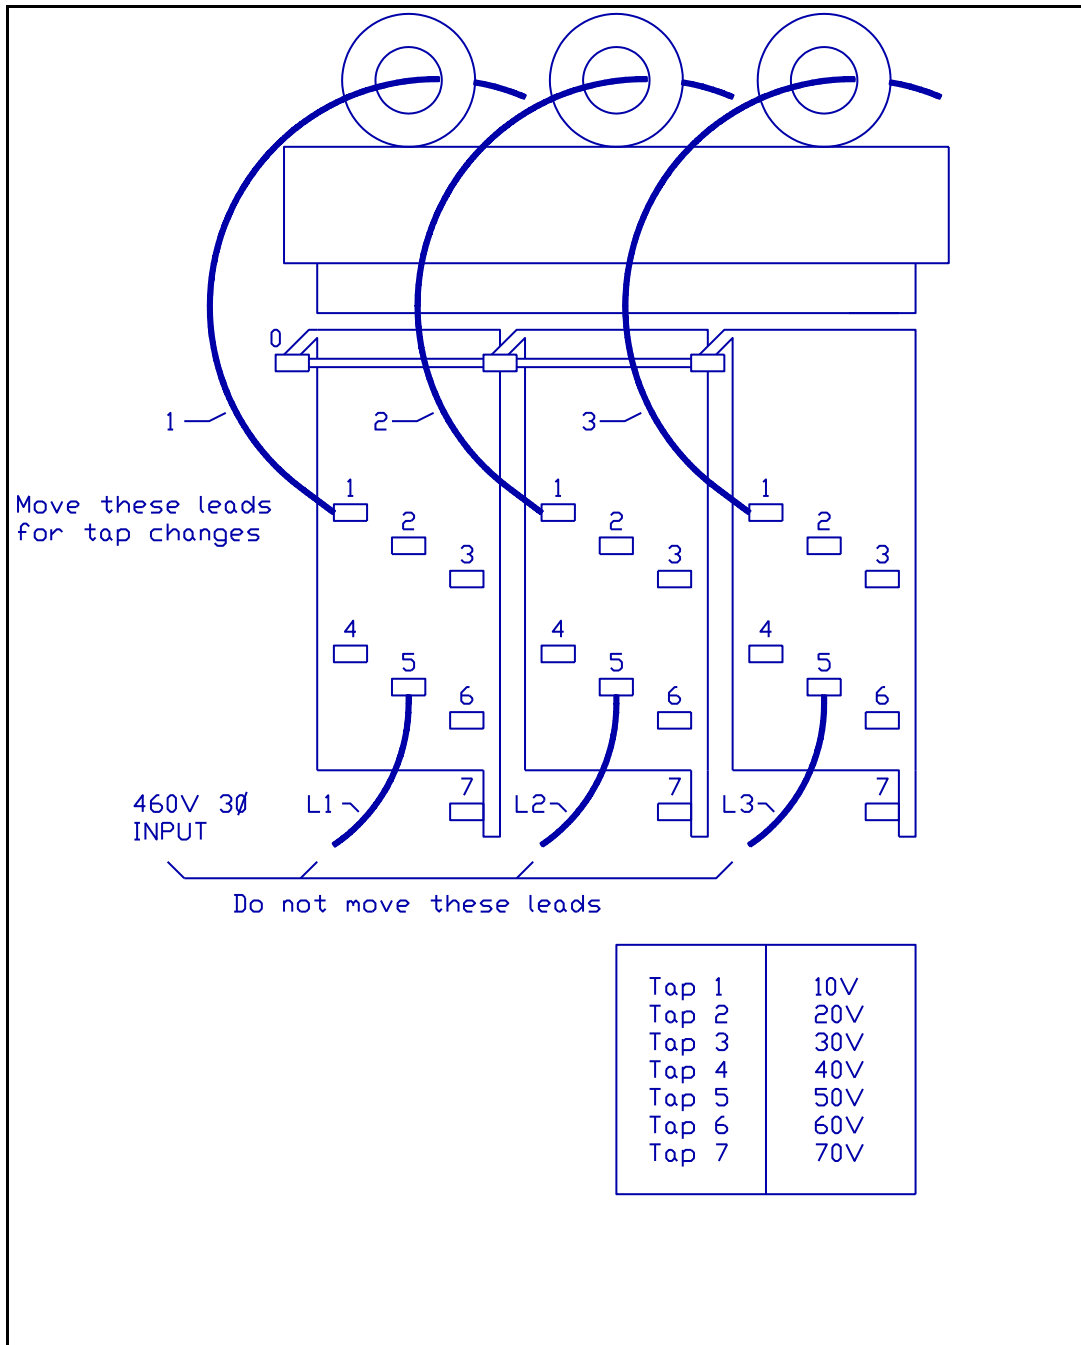 0
1 2 3
1 1 1
Move these leads
for tap changes
2 2 2
3 3 3
4 4 4
5 5 5
6 6 6
7 7 7
460V 3Ø
INPUT
L1 L2 L3
Do not move these leads
Tap 1 10V
Tap 2 20V
Tap 3 30V
Tap 4 40V
Tap 5 50V
Tap 6 60V
Tap 7 70V